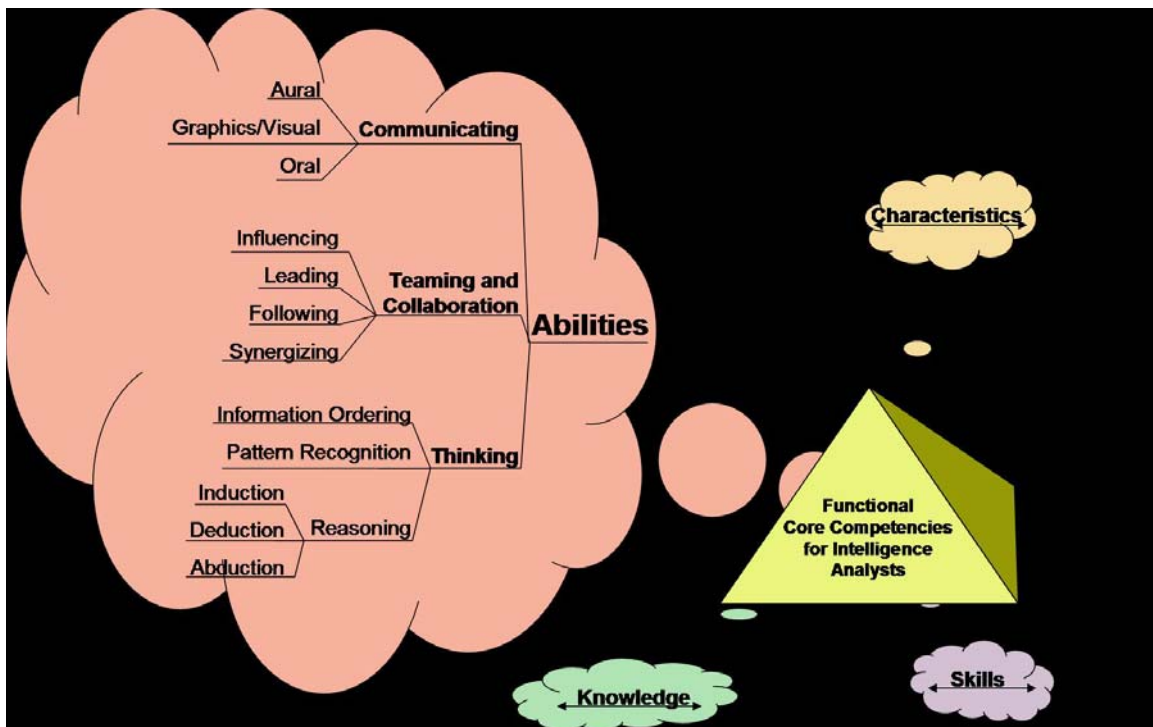 Aural
Graphics/Visual
Communicating
Oral
Characteristics
Influencing
Leading
Teaming and
Collaboration
Following
Abilities
Synergizing
Information Ordering
Pattern Recognition
Thinking
Induction
Deduction
Reasoning
Abduction
Functional
Core Competencies
for Intelligence
Analysts
Knowledge
Skills